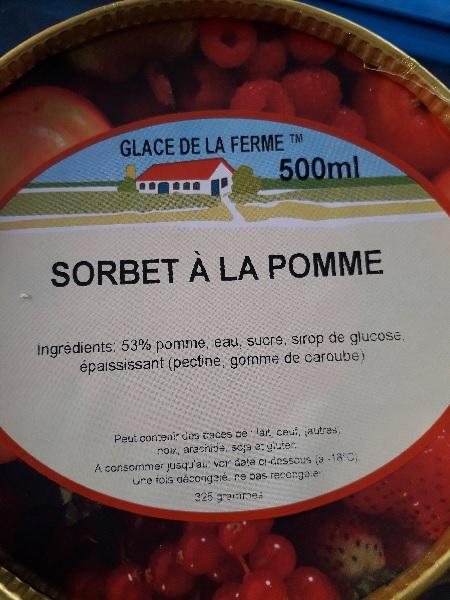 GLACE DE LA FERME ™
500ml
SORBET À LA POMME
Ingrédients: 53% pomme, eau, sucre, sirop de glucose,
épaississant (pectine, gomme de caroube)
Peut contenir des traces de : lait, oeuf, (autres)
noix, arachide, soja et gluten.
A consommer jusqu'au: voir date ci-dessous (à -18°C).
Une fois décongelé, ne pas recongeler.
325 grammes